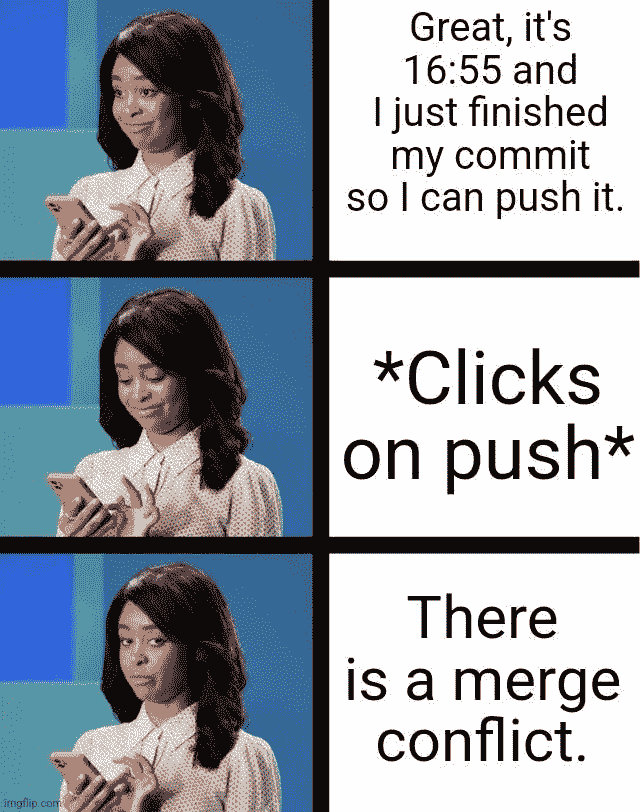 Great, it's
16:55 and
I just finished
my commit
so I can push it.
*Clicks
on push*
There
is a merge
conflict.
imgflip.com